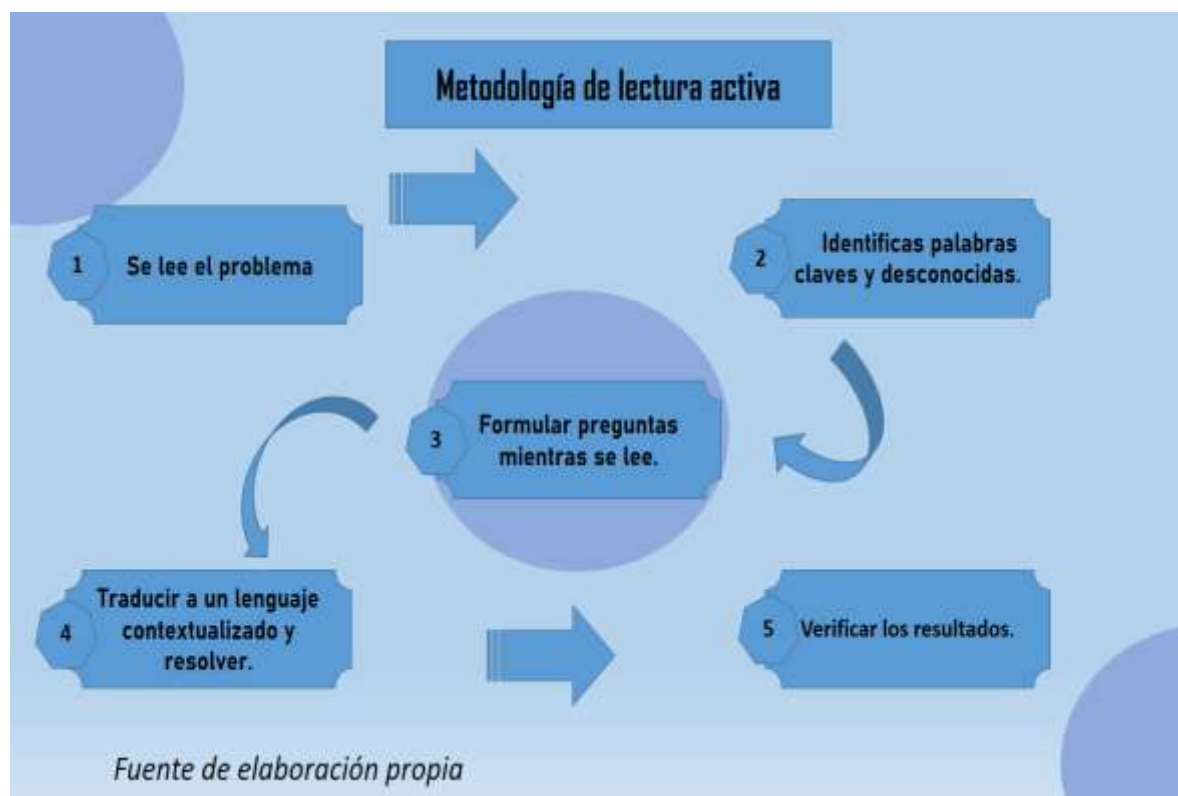 Metodología de lectura activa
1
Se lee el problema
2
Identificas palabras
claves y desconocidas.
3
Formular preguntas
mientras se lee.
4
Traducir a un lenguaje
contextualizado y
resolver.
5
Verificar los resultados.
Fuente de elaboración propia